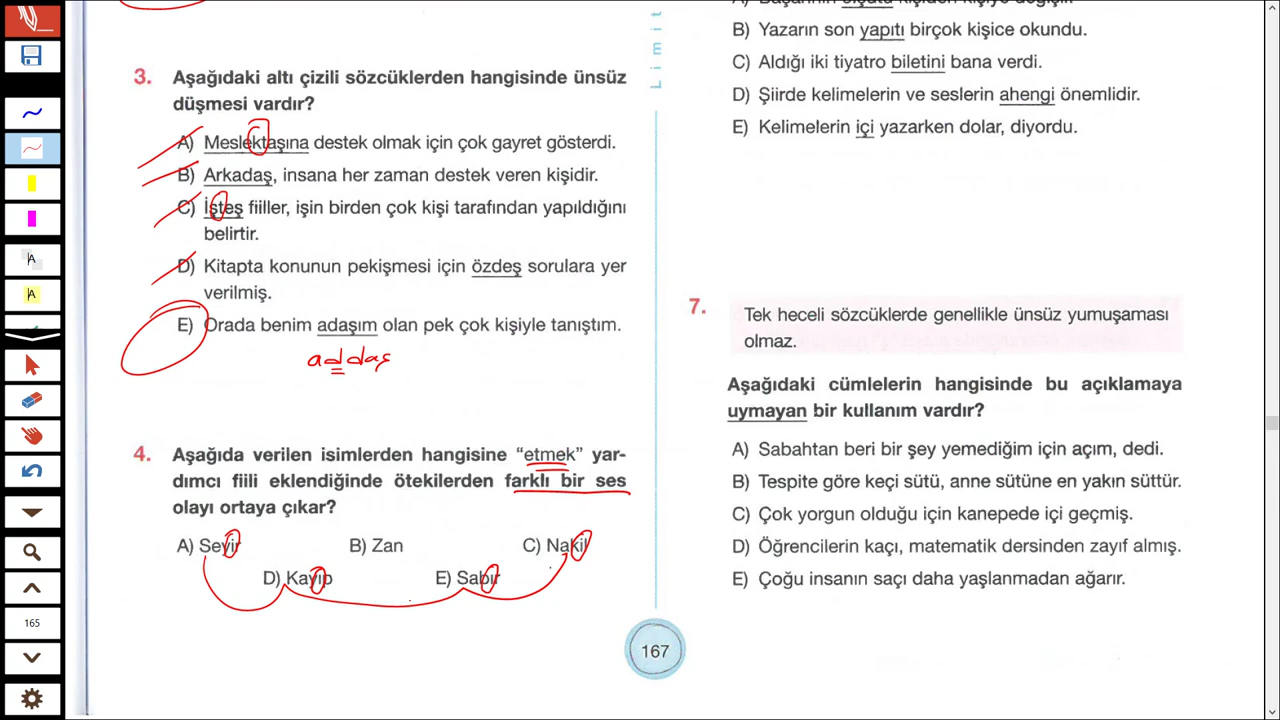 3. Aşağıdaki altı çizili sözcüklerden hangisinde ünsüz
düşmesi vardır?
A) Meslektaşına destek olmak için çok gayret gösterdi.
B) Arkadaş, insana her zaman destek veren kişidir.
C) İşteş fiiller, işin birden çok kişi tarafından yapıldığını
belirtir.
D) Kitapta konunun pekişmesi için özdeş sorulara yer
verilmiş.
E) Orada benim adaşım olan pek çok kişiyle tanıştım.
addaş
4. Aşağıda verilen isimlerden hangisine “etmek” yar-
dımcı fiili eklendiğinde ötekilerden farklı bir ses
olayı ortaya çıkar?
A) Seyir B) Zan C) Nakil
D) Kayıp E) Sabır
Limit
B) Yazarın son yapıtı birçok kişice okundu.
C) Aldığı iki tiyatro biletini bana verdi.
D) Şiirde kelimelerin ve seslerin ahengi önemlidir.
E) Kelimelerin içi yazarken dolar, diyordu.
7. Tek heceli sözcüklerde genellikle ünsüz yumuşaması
olmaz.
Aşağıdaki cümlelerin hangisinde bu açıklamaya
uymayan bir kullanım vardır?
A) Sabahtan beri bir şey yemediğim için açım, dedi.
B) Tespite göre keçi sütü, anne sütüne en yakın süttür.
C) Çok yorgun olduğu için kanepede içi geçmiş.
D) Öğrencilerin kaçı, matematik dersinden zayıf almış.
E) Çoğu insanın saçı daha yaşlanmadan ağarır.
167
A
A
165